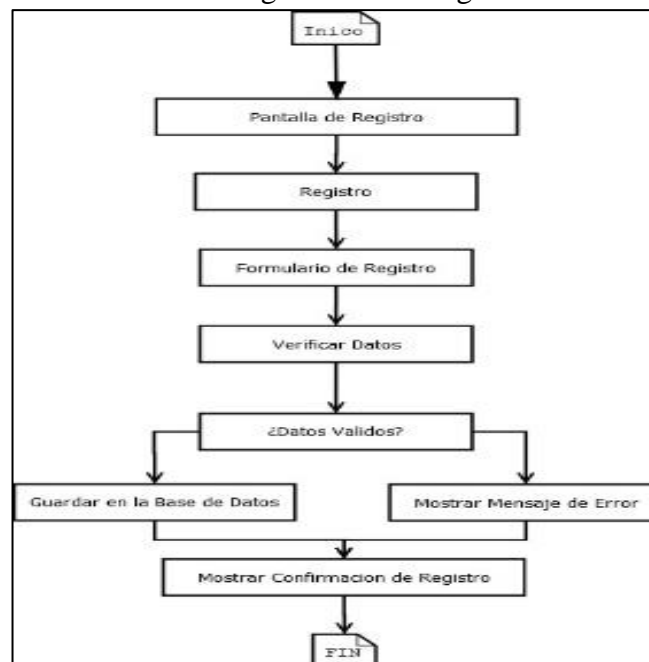 Inico
Pantalla de Registro
Registro
Formulario de Registro
Verificar Datos
¿Datos Validos?
Guardar en la Base de Datos
Mostrar Mensaje de Error
Mostrar Confirmacion de Registro
FIN